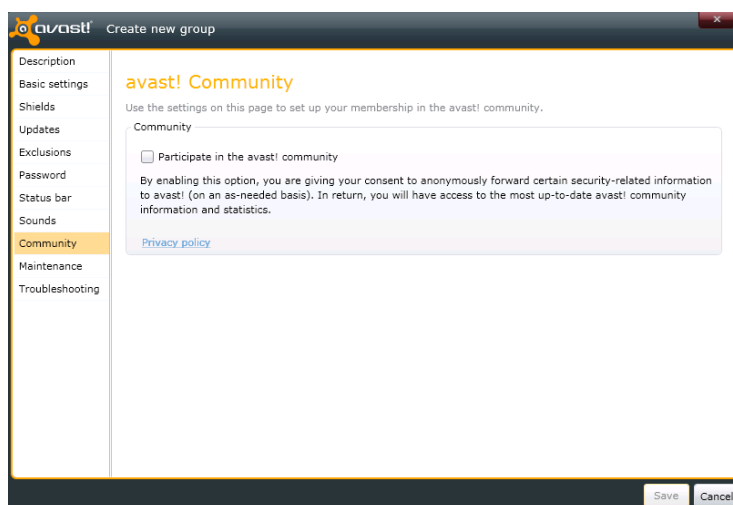 avast! Create new group
Description
Basic settings
Shields
Updates
Exclusions
Password
Status bar
Sounds
Community
Maintenance
Troubleshooting
avast! Community
Use the settings on this page to set up your membership in the avast! community.
Community
Participate in the avast! community
By enabling this option, you are giving your consent to anonymously forward certain security-related information
to avast! (on an as-needed basis). In return, you will have access to the most up-to-date avast! community
information and statistics.
Privacy policy
Save Cancel